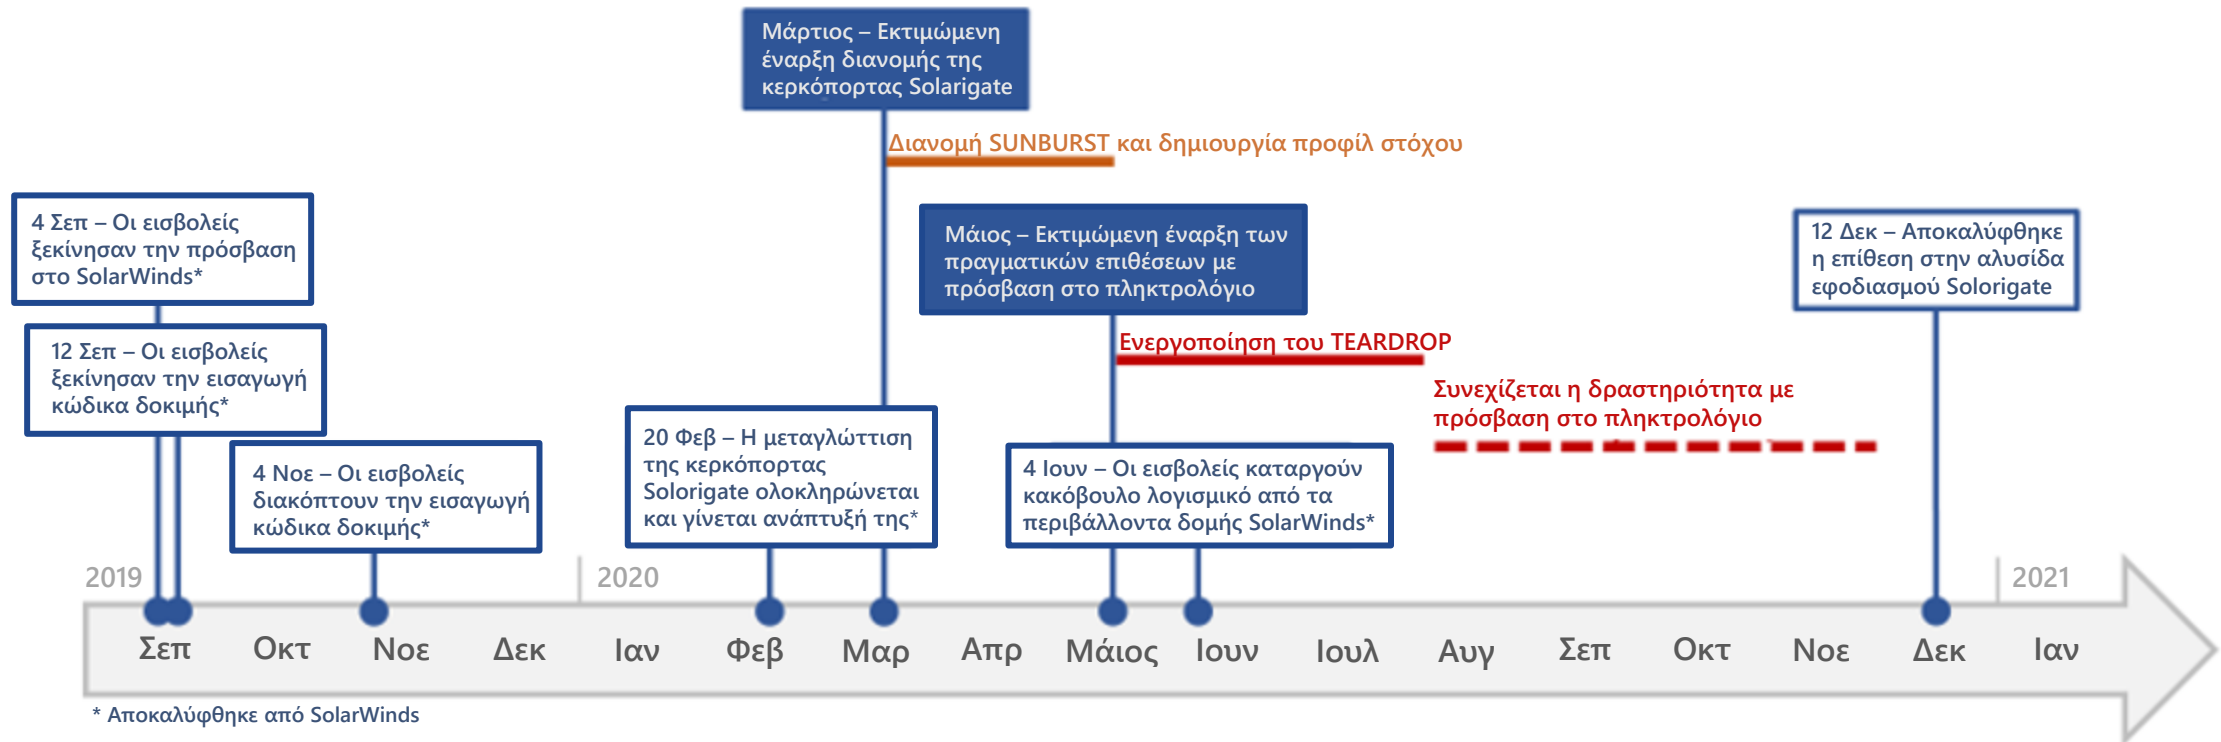 Μάρτιος – Εκτιμώμενη
έναρξη διανομής της
κερκόπορτας Solarigate
Διανομή SUNBURST και δημιουργία προφίλ στόχου
4 Σεπ – Οι εισβολείς
ξεκίνησαν την πρόσβαση
στο SolarWinds*
Μάιος – Εκτιμώμενη έναρξη των
πραγματικών επιθέσεων με
πρόσβαση στο πληκτρολόγιο
12 Δεκ – Αποκαλύφθηκε
η επίθεση στην αλυσίδα
εφοδιασμού Solorigate
12 Σεπ – Οι εισβολείς
ξεκίνησαν την εισαγωγή
κώδικα δοκιμής*
Ενεργοποίηση του TEARDROP
Συνεχίζεται η δραστηριότητα με
πρόσβαση στο πληκτρολόγιο
4 Νοε – Οι εισβολείς
διακόπτουν την εισαγωγή
κώδικα δοκιμής*
20 Φεβ – Η μεταγλώττιση
της κερκόπορτας
Solorigate ολοκληρώνεται
και γίνεται ανάπτυξή της*
4 Ιουν – Οι εισβολείς καταργούν
κακόβουλο λογισμικό από τα
περιβάλλοντα δομής SolarWinds*
2019 2020 2021
Σεπ Οκτ Νοε Δεκ Ιαν Φεβ Μαρ Απρ Μάιος Ιουν Ιουλ Αυγ Σεπ Οκτ Νοε Δεκ Ιαν
* Αποκαλύφθηκε από SolarWinds